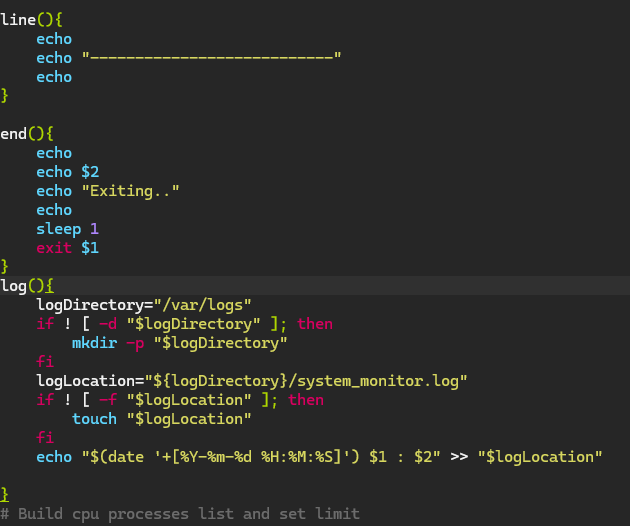 line(){
    echo
    echo "---------------------------"
    echo
}

end(){
    echo
    echo $2
    echo "Exiting.."
    echo
    sleep 1
    exit $1
}
log(){
    logDirectory="/var/logs"
    if ! [ -d "$logDirectory" ]; then
        mkdir -p "$logDirectory"
    fi
    logLocation="${logDirectory}/system_monitor.log"
    if ! [ -f "$logLocation" ]; then
        touch "$logLocation"
    fi
    echo "$(date '+[%Y-%m-%d %H:%M:%S]') $1 : $2" >> "$logLocation"

}
# Build cpu processes list and set limit